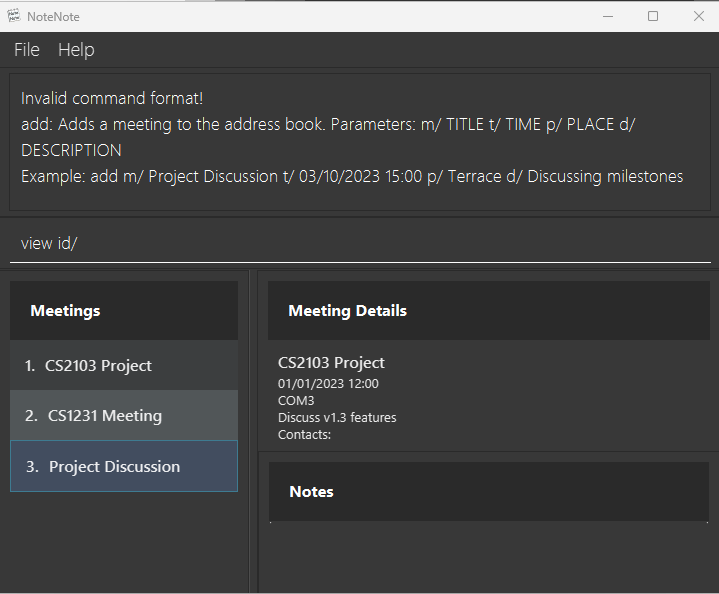 NoteNote
File Help
Invalid command format!
add: Adds a meeting to the address book. Parameters: m/ TITLE t/ TIME p/ PLACE d/
DESCRIPTION
Example: add m/ Project Discussion t/ 03/10/2023 15:00 p/ Terrace d/ Discussing milestones
view id/
Meetings
1. CS2103 Project
2. CS1231 Meeting
3. Project Discussion
Meeting Details
CS2103 Project
01/01/2023 12:00
COM3
Discuss v1.3 features
Contacts:
Notes